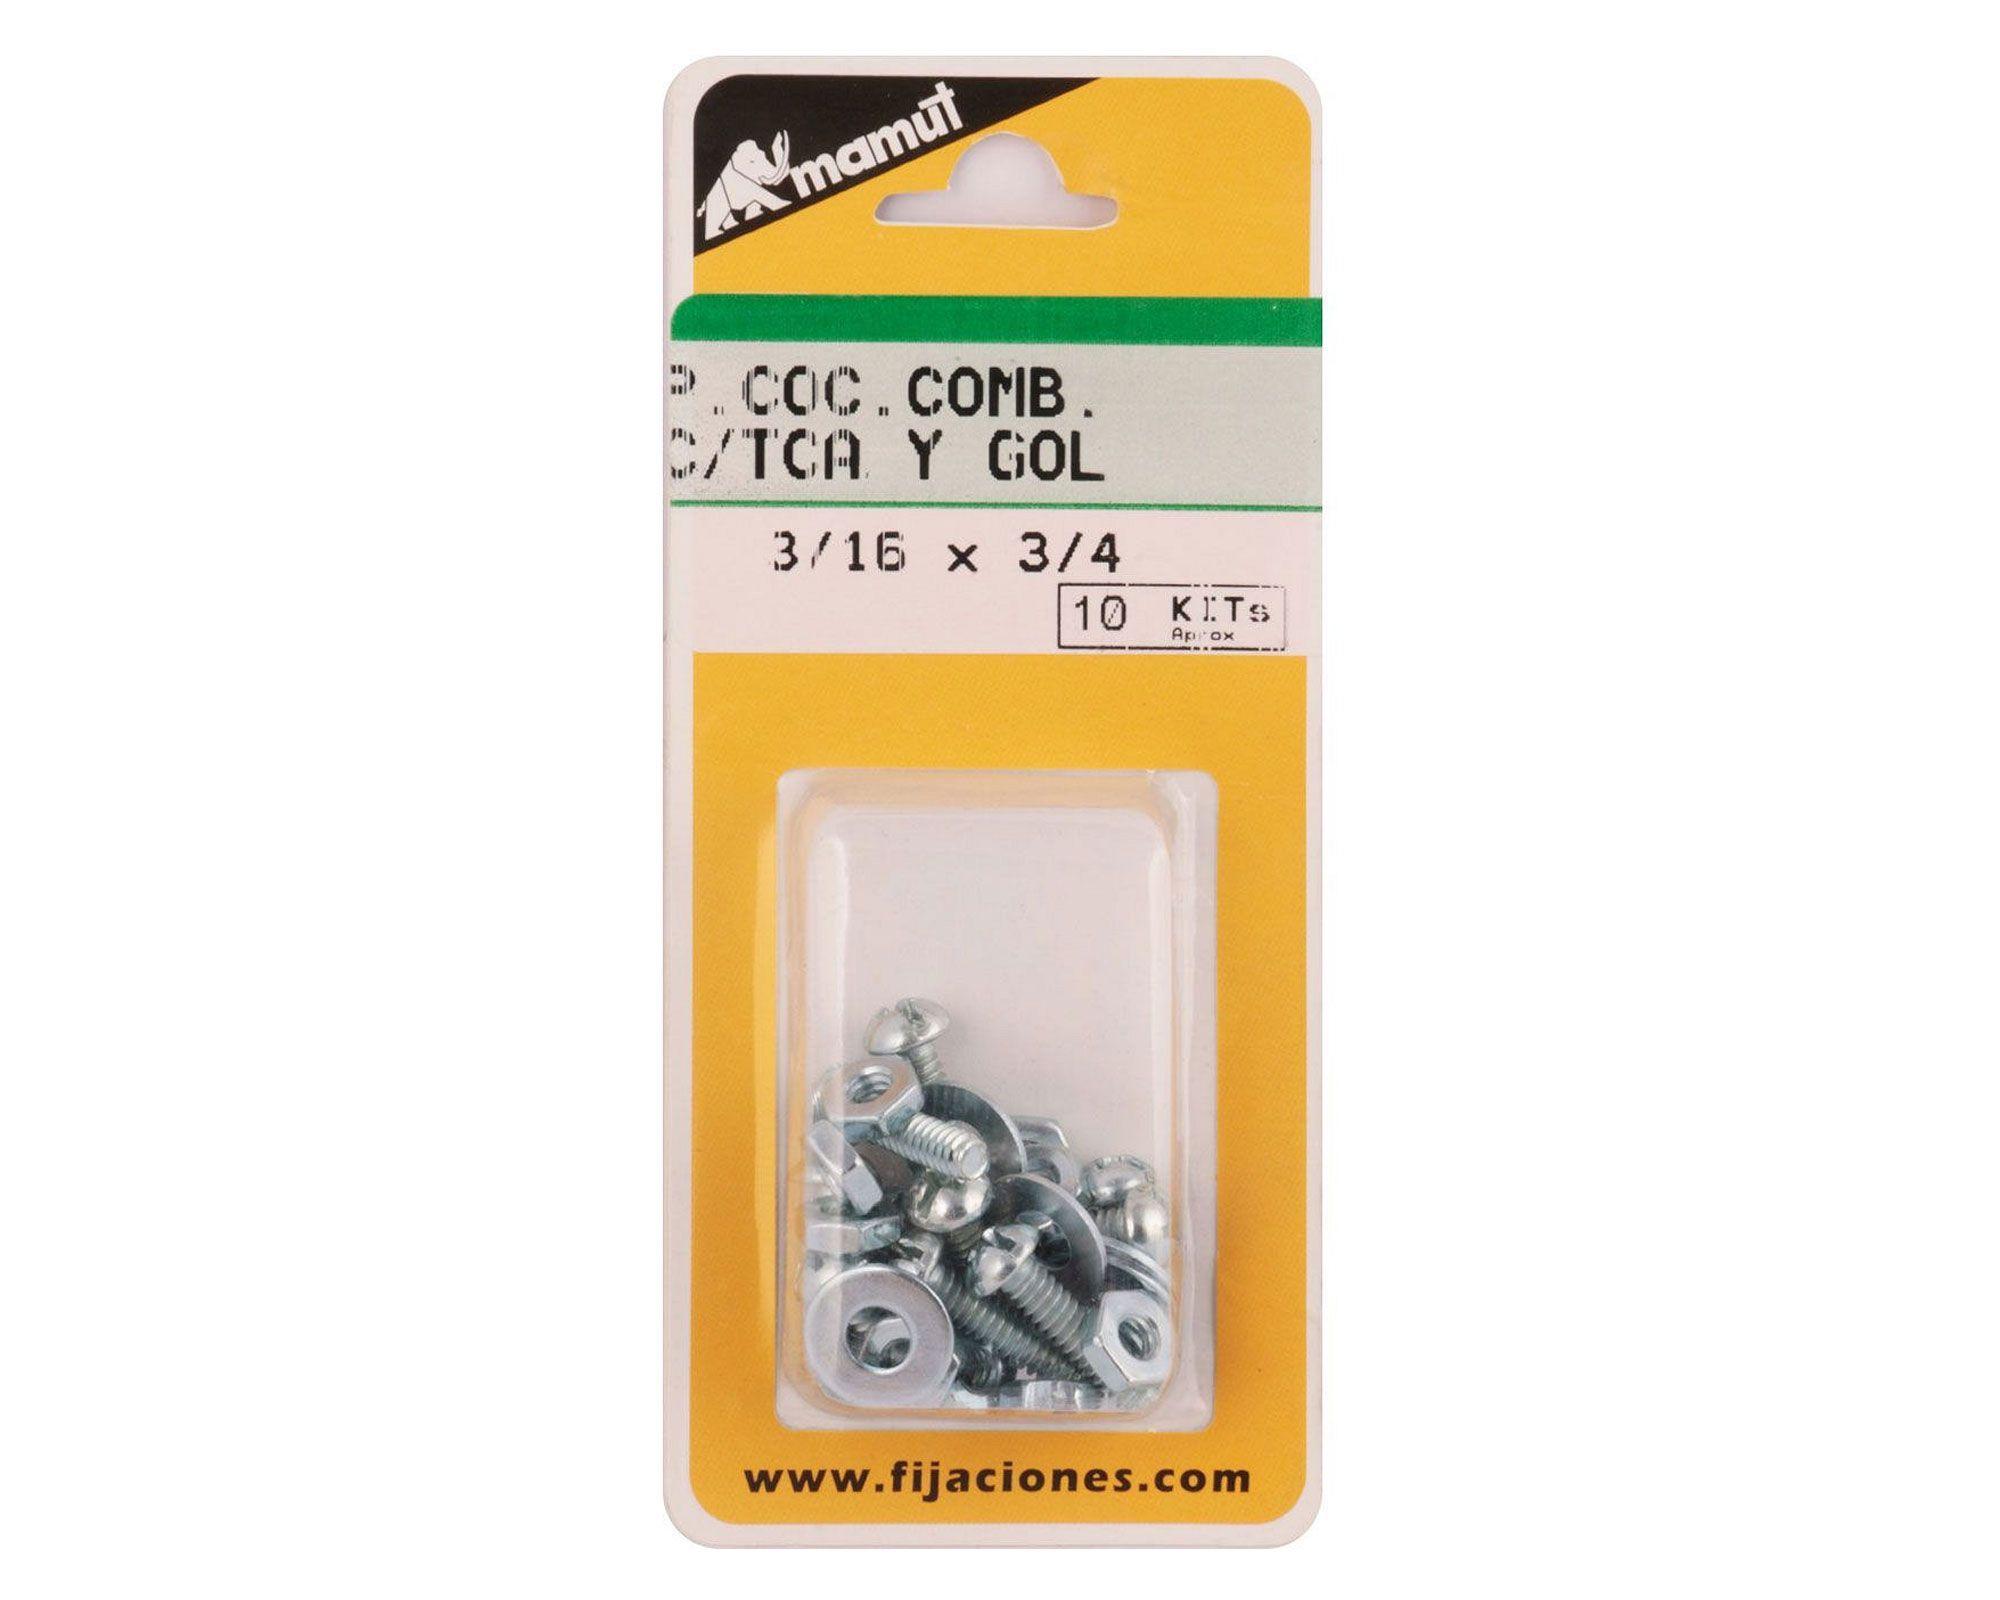 mamut
P.COC.COMB.
C/TCA Y GOL
3/16 x 3/4
10 KITs
Aprox
www.fijaciones.com